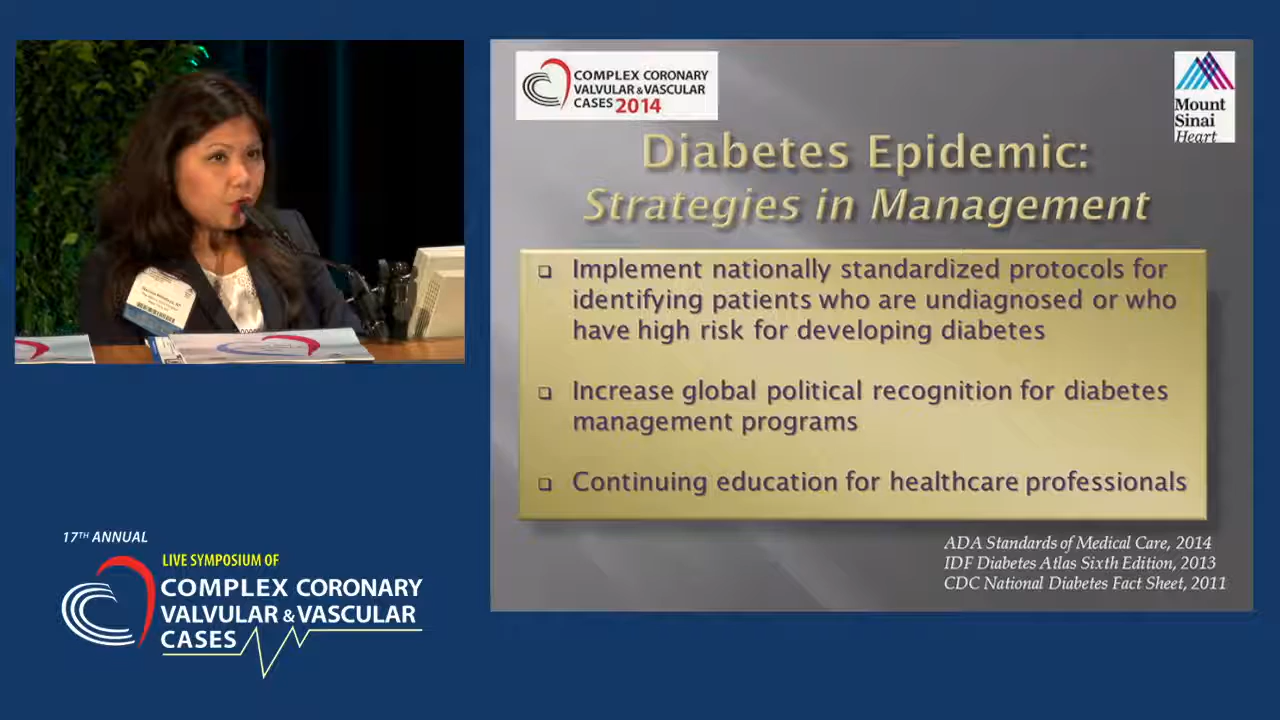 COMPLEX CORONARY
VALVULAR & VASCULAR
CASES 2014
Mount
Sinai
Heart
Diabetes Epidemic:
Strategies in Management
Implement nationally standardized protocols for
identifying patients who are undiagnosed or who
have high risk for developing diabetes
Increase global political recognition for diabetes
management programs
Continuing education for healthcare professionals
ADA Standards of Medical Care, 2014
IDF Diabetes Atlas Sixth Edition, 2013
CDC National Diabetes Fact Sheet, 2011
17TH ANNUAL
LIVE SYMPOSIUM OF
COMPLEX CORONARY
VALVULAR & VASCULAR
CASES